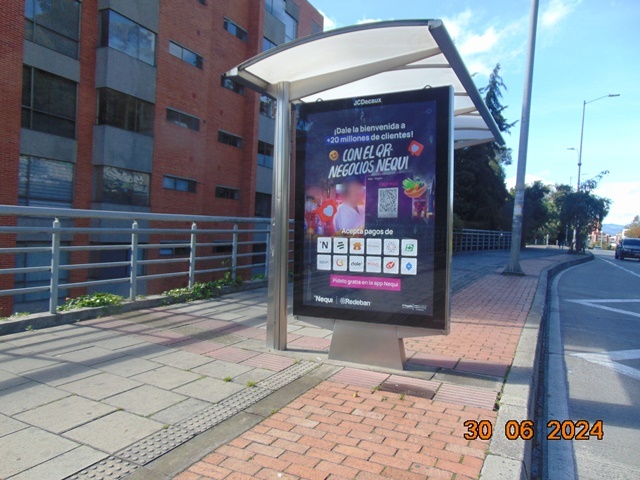 JCDecaux
¡Dale la bienvenida a
+20 millones de clientes!
CON EL QR
NEGOCIOS NEQUI
Acepta pagos de
Pídelo gratis en la app Nequi
Nequi Redeban
30 06 2024